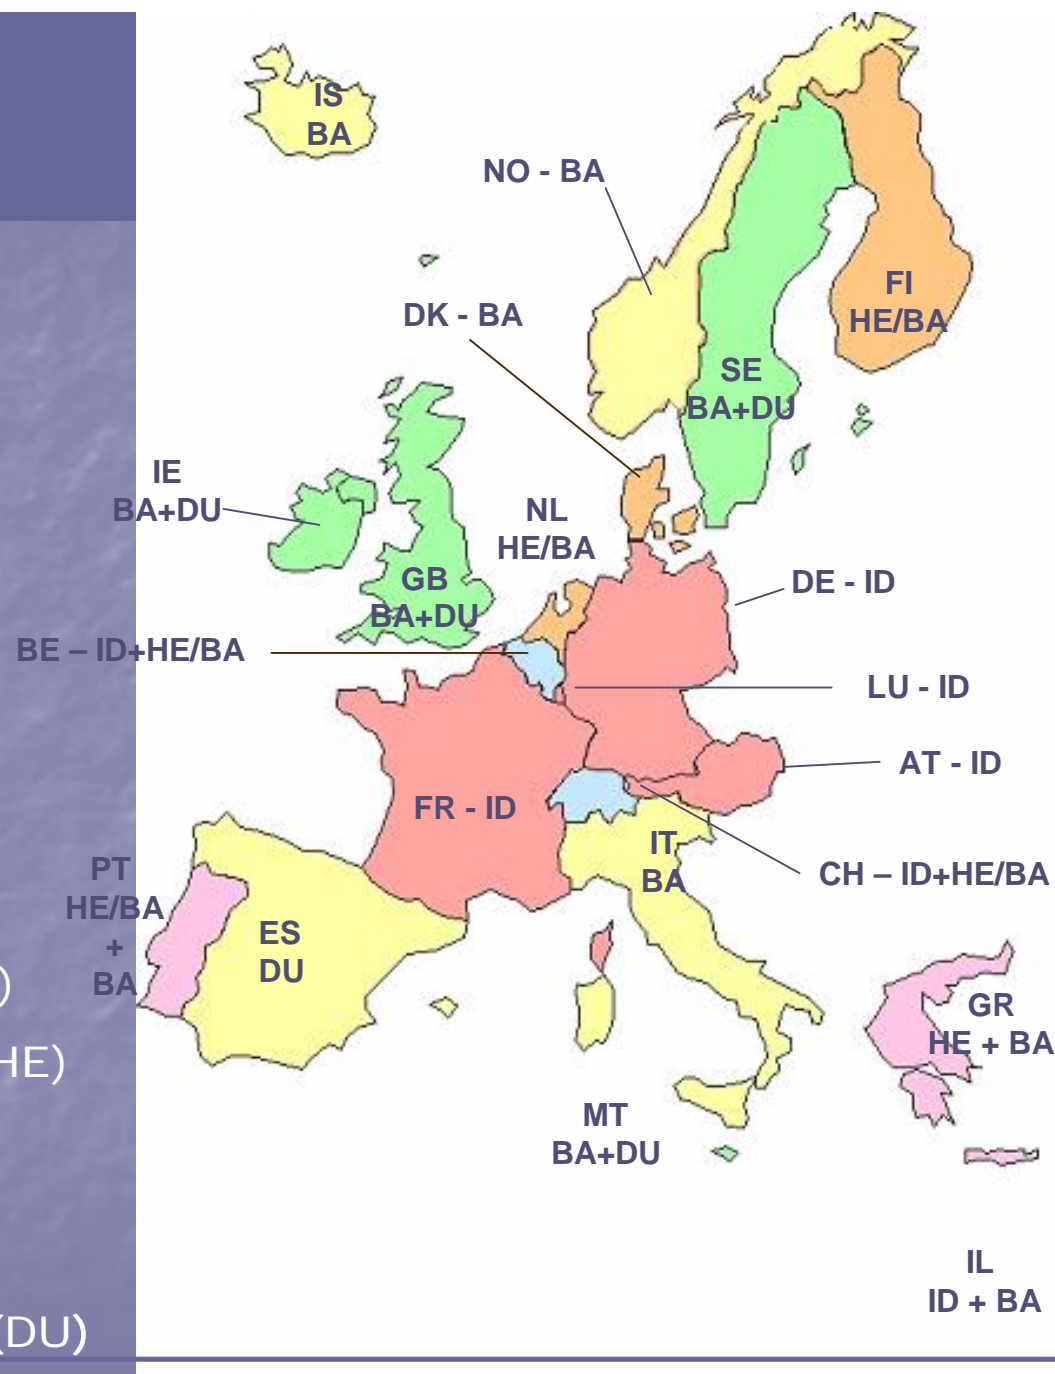 IS
BA
NO - BA
FI
HE/BA
DK - BA
SE
BA+DU
IE
BA+DU
NL
HE/BA
GB
BA+DU
DE - ID
BE – ID+HE/BA
LU - ID
AT - ID
FR - ID
IT
BA
CH – ID+HE/BA
PT
HE/BA
+
BA
ES
DU
)
GR
HE + BA
HE)
MT
BA+DU
IL
ID + BA
(DU)